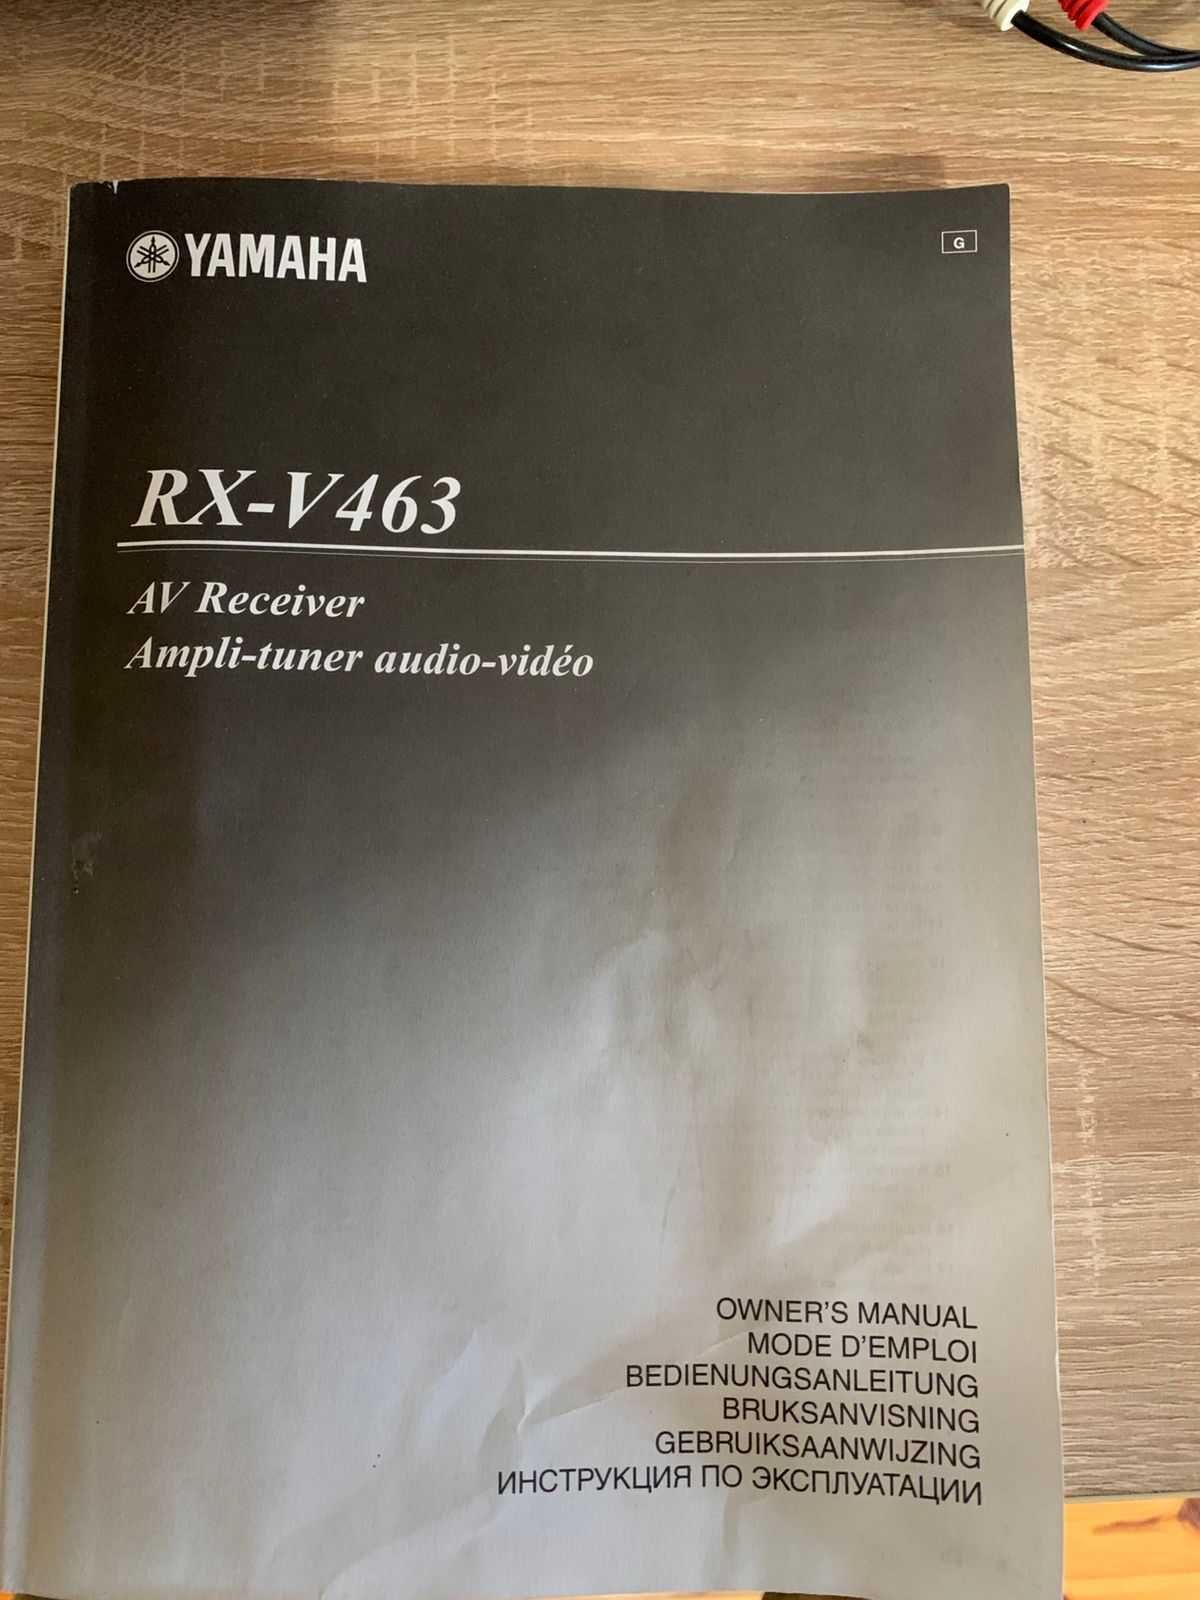 YAMAHA
G
RX-V463
AV Receiver
Ampli-tuner audio-vidéo
OWNER'S MANUAL
MODE D'EMPLOI
BEDIENUNGSANLEITUNG
BRUKSANVISNING
GEBRUIKSAANWIJZING
ИНСТРУКЦИЯ ПО ЭКСПЛУАТАЦИИ